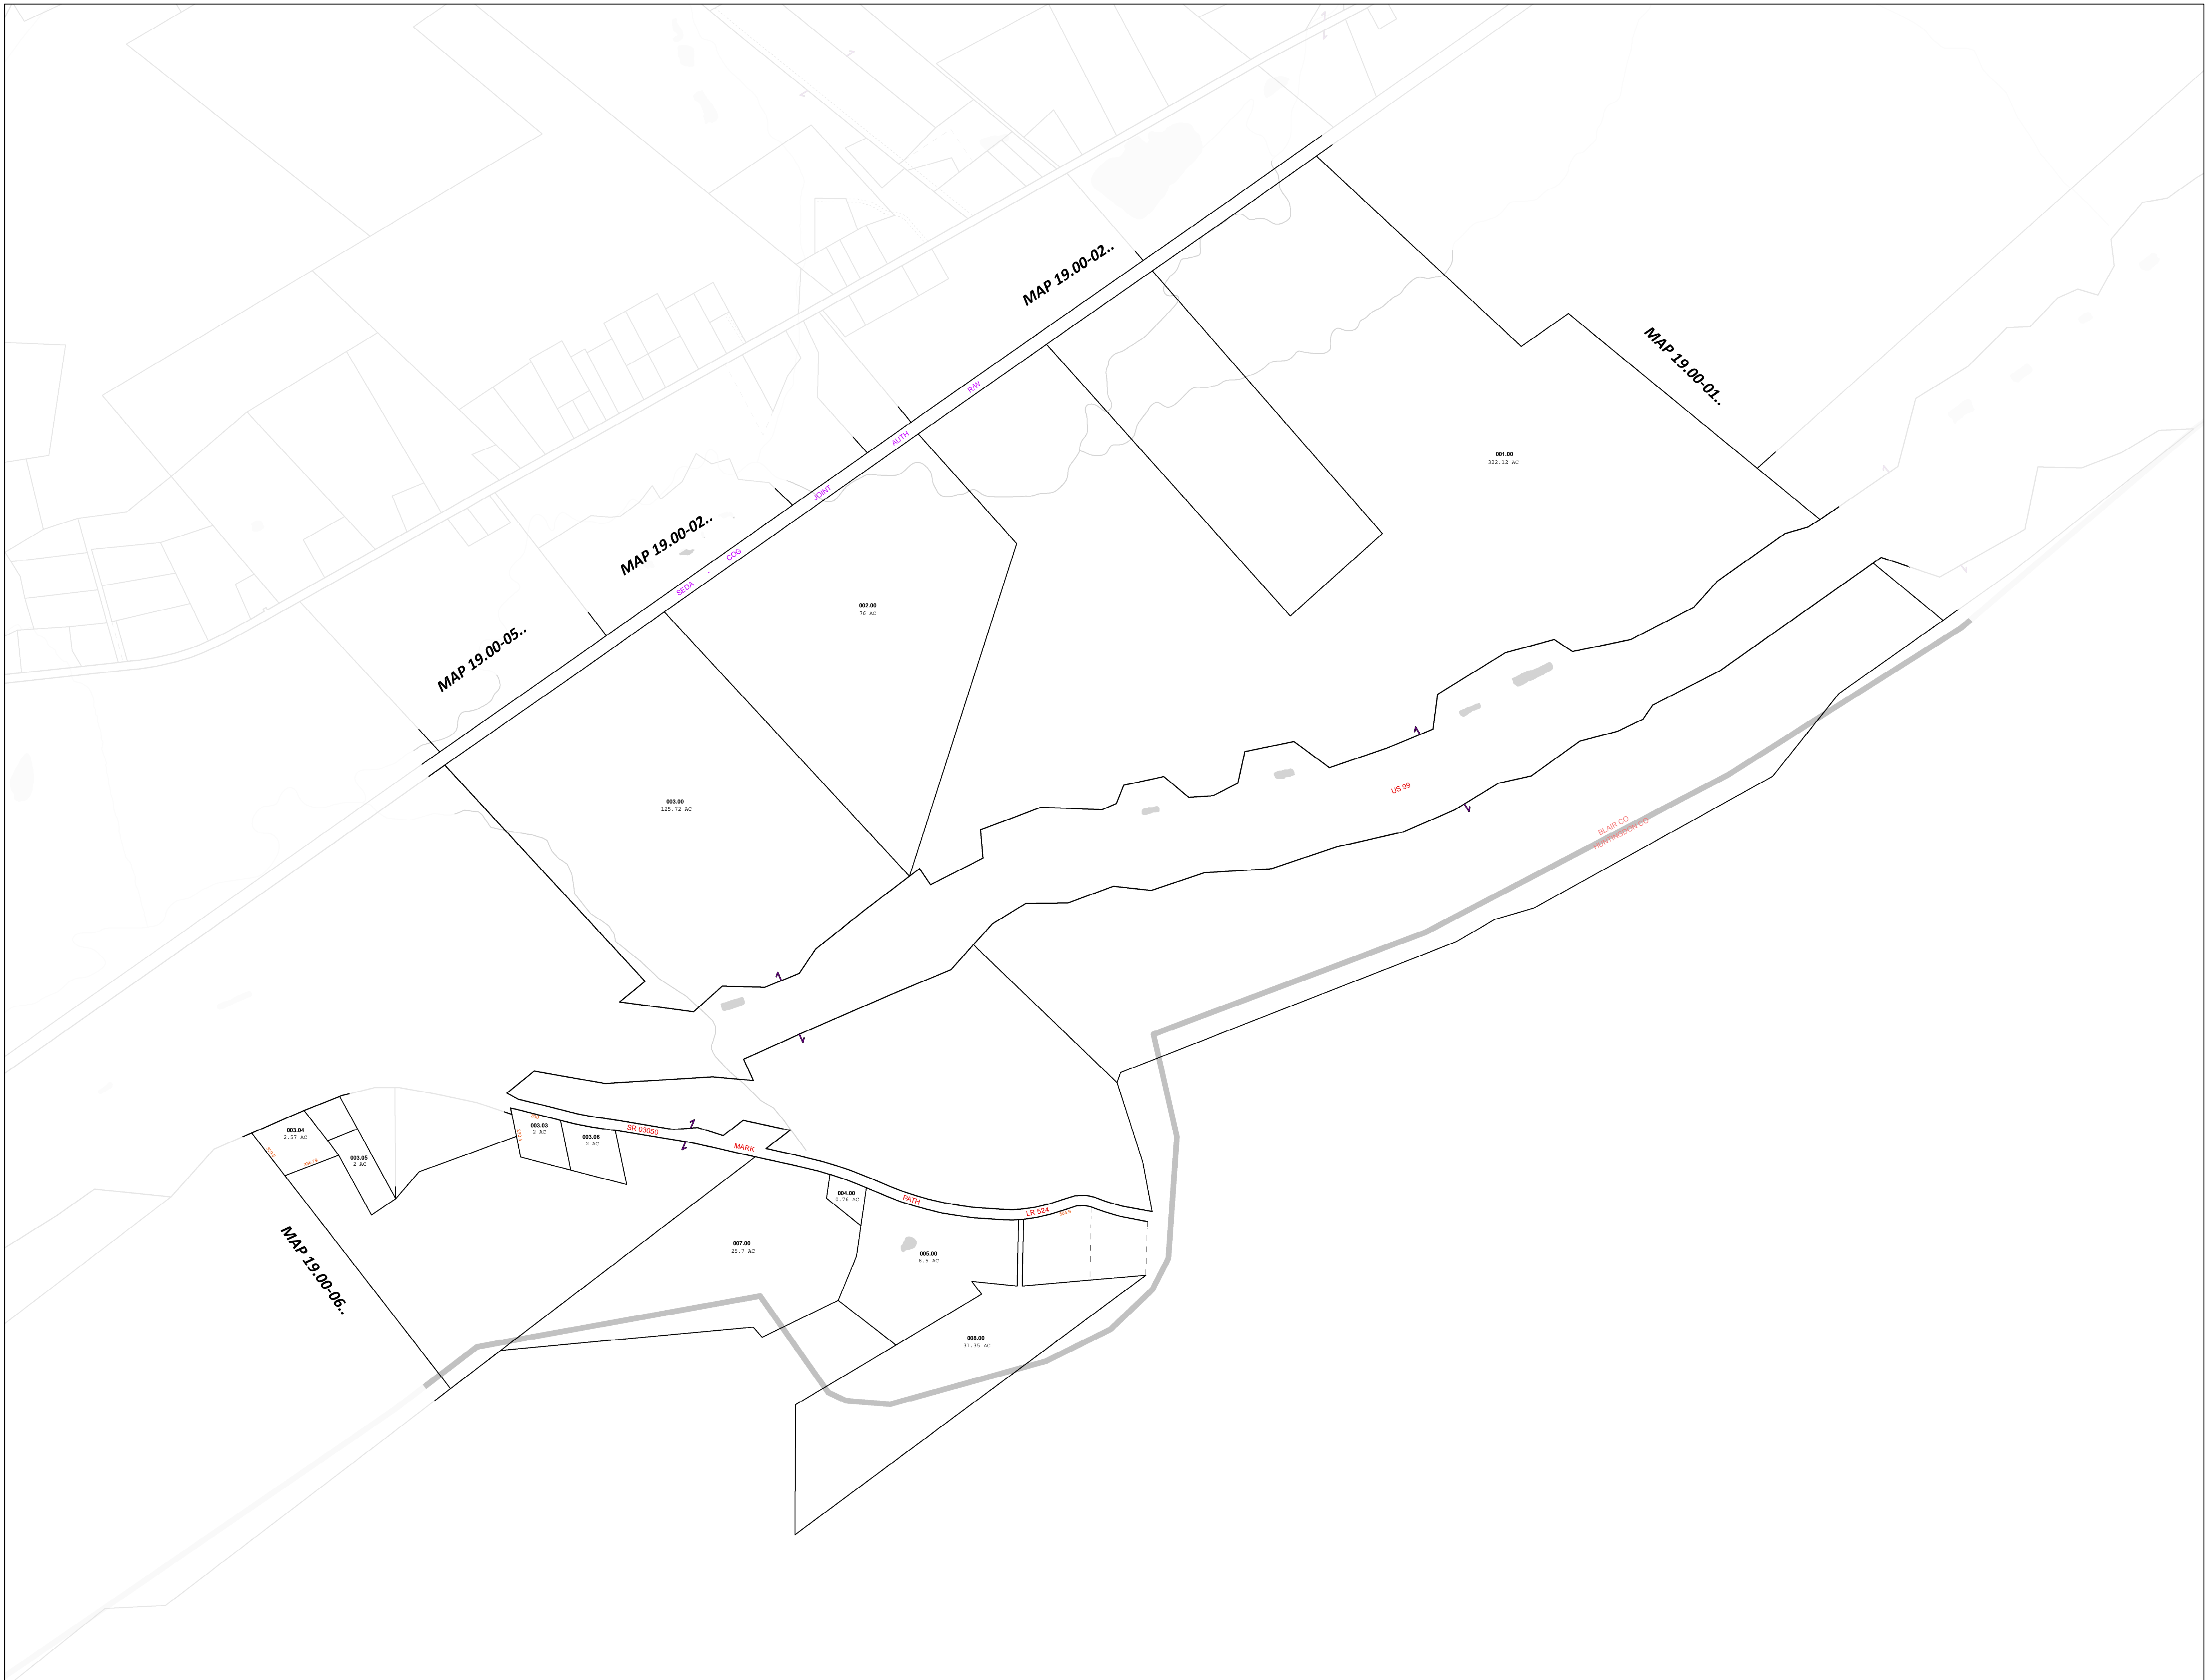 MAP 19.00-02..
R/W
MAP 19.00-01..
AUTH
001.00
322.12 AC
JOINT
MAP 19.00-02..
COG
-
SEDA
002.00
76 AC
MAP 19.00-05..
US 99
003.00
125.72 AC
BLAIR CO
HUNTINGDON CO
003.03
2 AC
SR 03050
003.04
2.57 AC
003.06
2 AC
MARK
003.05
2 AC
004.00
0.76 AC
PATH
LR 524
007.00
25.7 AC
005.00
8.5 AC
MAP 19.00-06..
008.00
31.35 AC